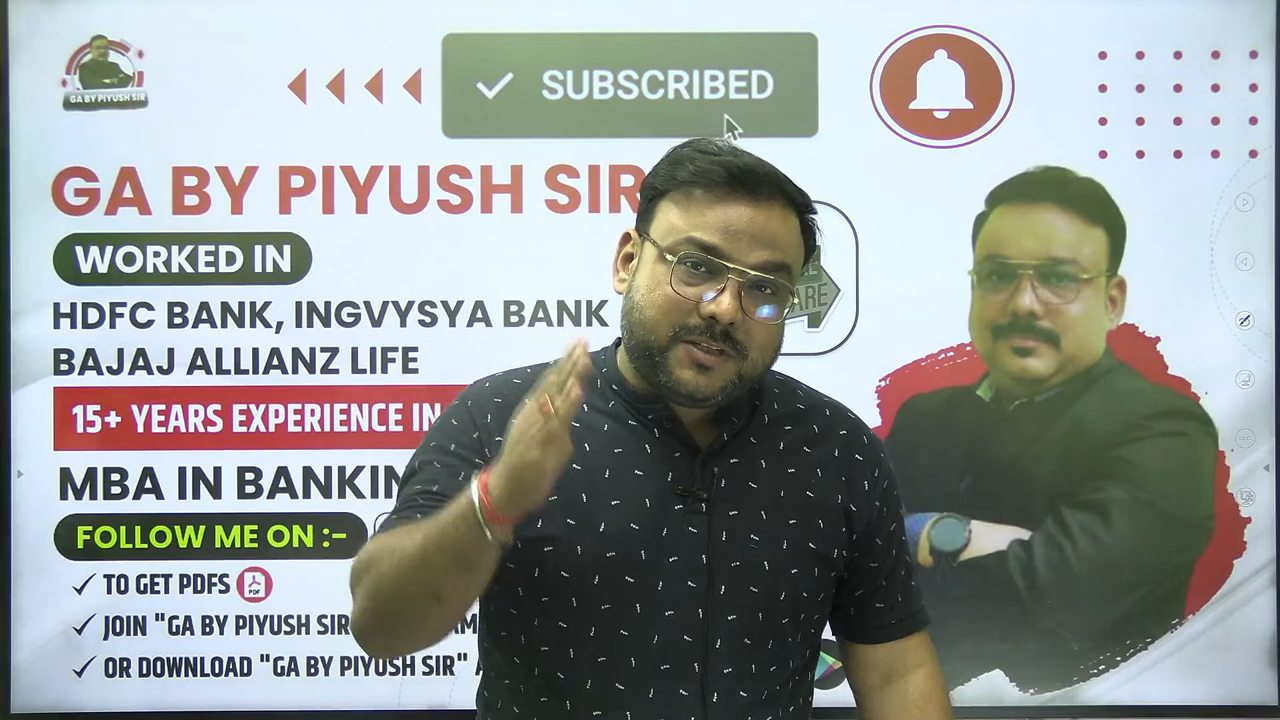 GA BY PIYUSH SIR
SUBSCRIBED
GA BY PIYUSH SIR
WORKED IN
HDFC BANK, INGVYSYA BANK
BAJAJ ALLIANZ LIFE
15+ YEARS EXPERIENCE IN
MBA IN BANKIN
FOLLOW ME ON :-
TO GET PDFS
PDF
JOIN "GA BY PIYUSH SIR
OR DOWNLOAD "GA BY PIYUSH SIR"